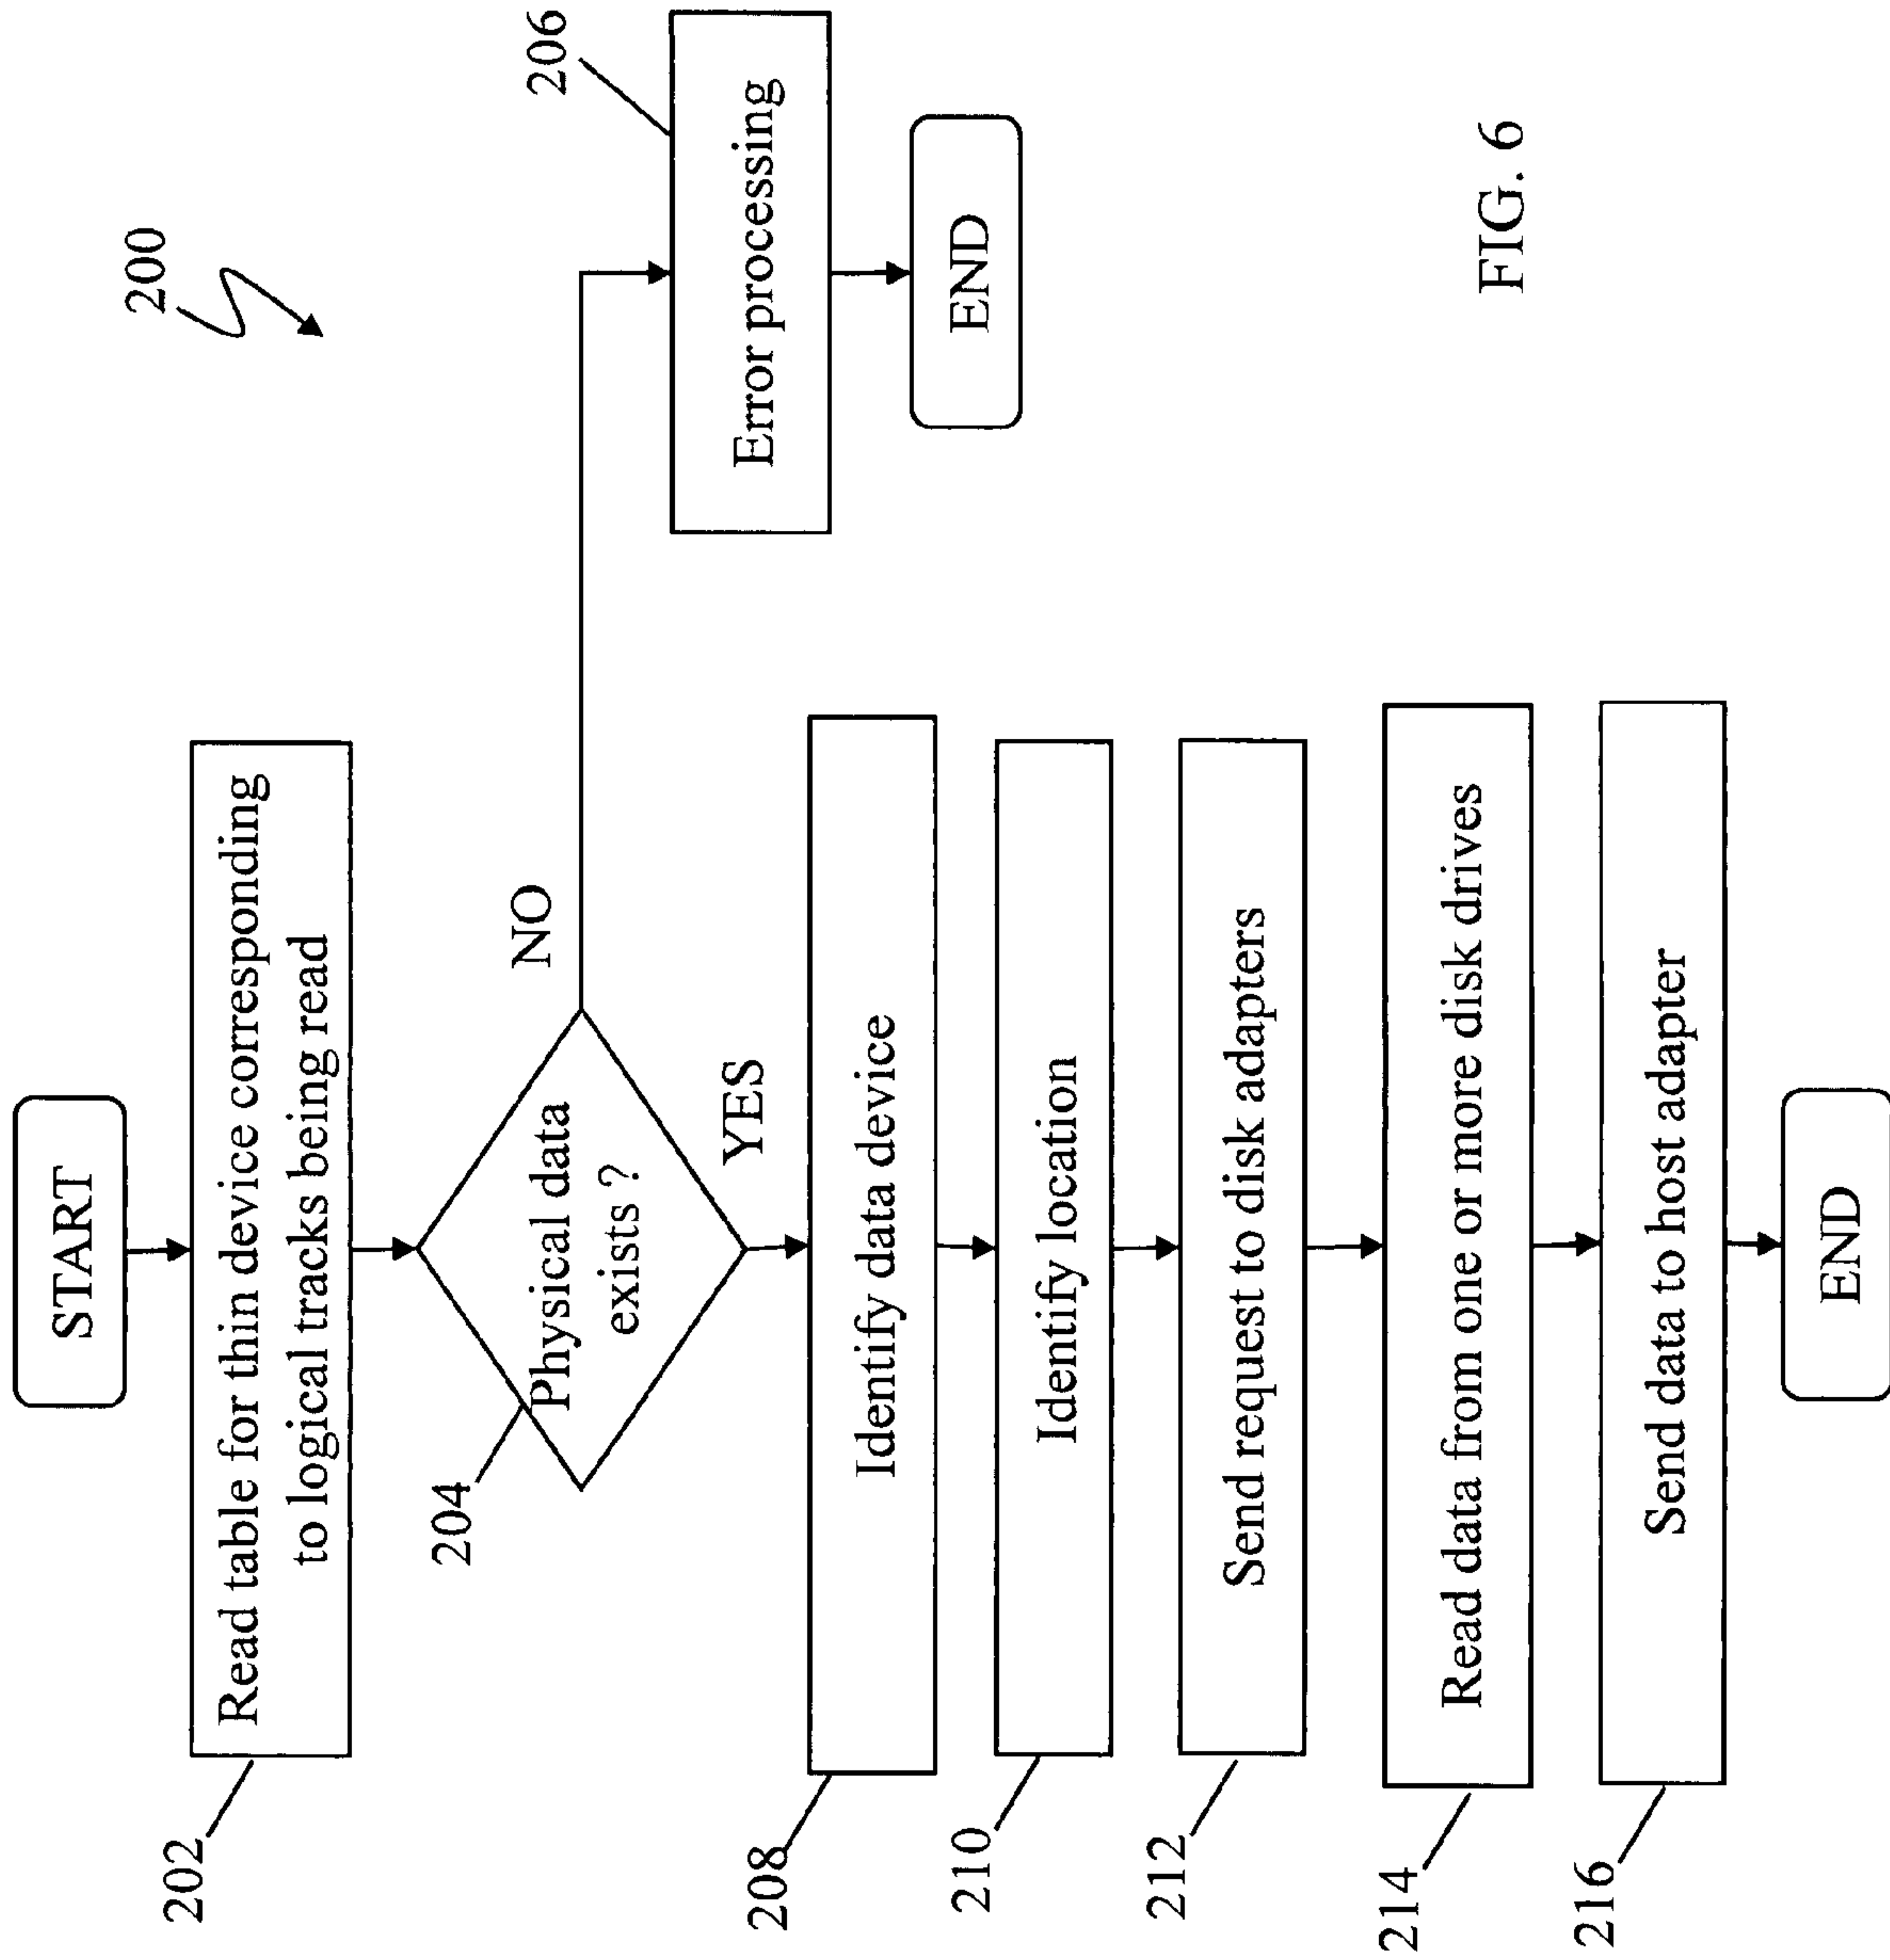 200
START
202
Read table for thin device corresponding
to logical tracks being read
204
Physical data
exists ?
NO
206
Error processing
END
YES
208
Identify data device
210
Identify location
212
Send request to disk adapters
214
Read data from one or more disk drives
216
Send data to host adapter
END
FIG. 6